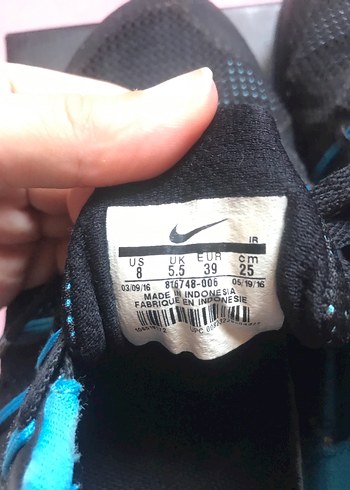 IR
US UK EUR cm
8 5.5 39 25
03/09/16 816748-006 05/19/16
MADE IN INDONESIA
FABRIQUE EN INDONESIE